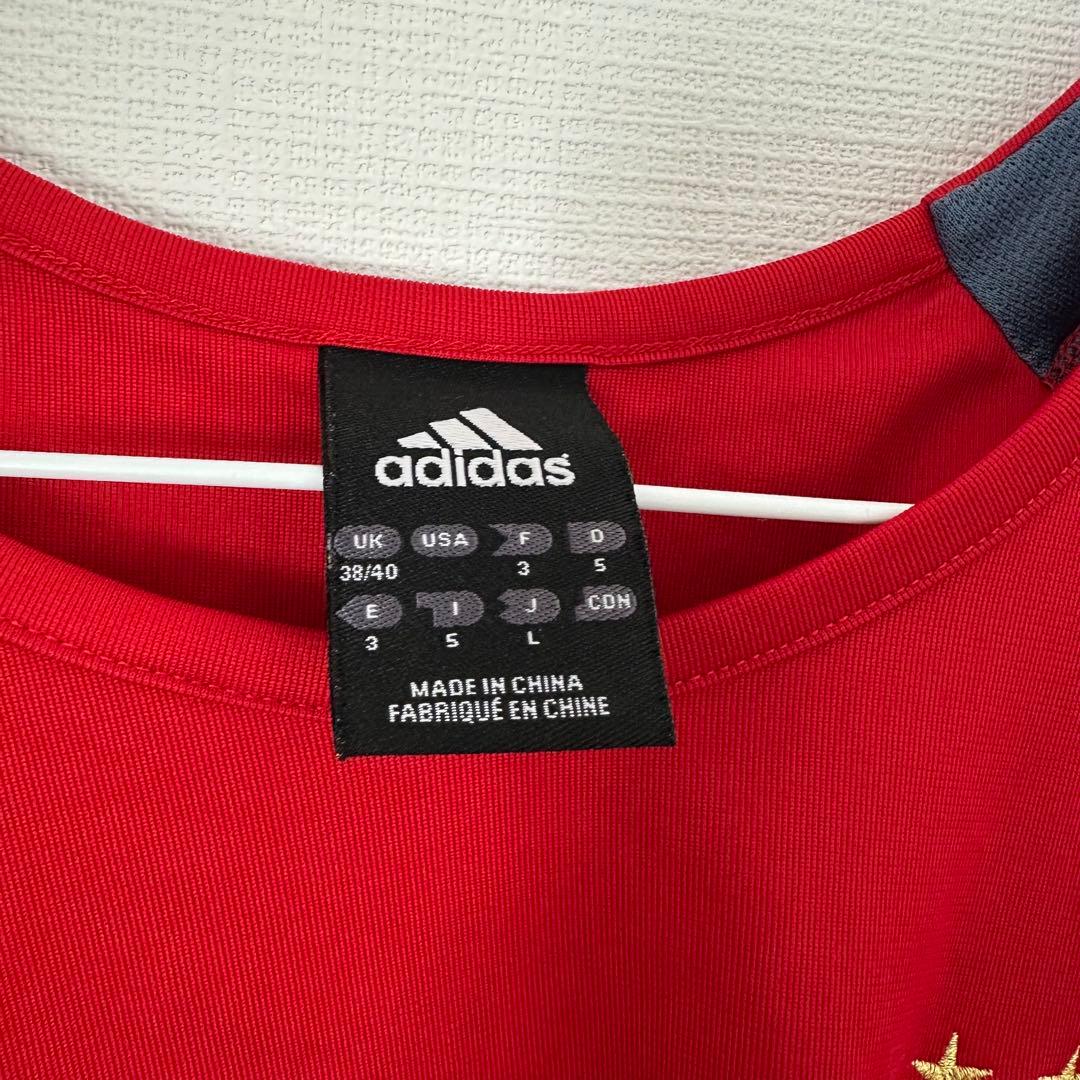 adidas
UK USA F D
38/40 3 5
E I J CDN
3 5 L
MADE IN CHINA
FABRIQUÉ EN CHINE